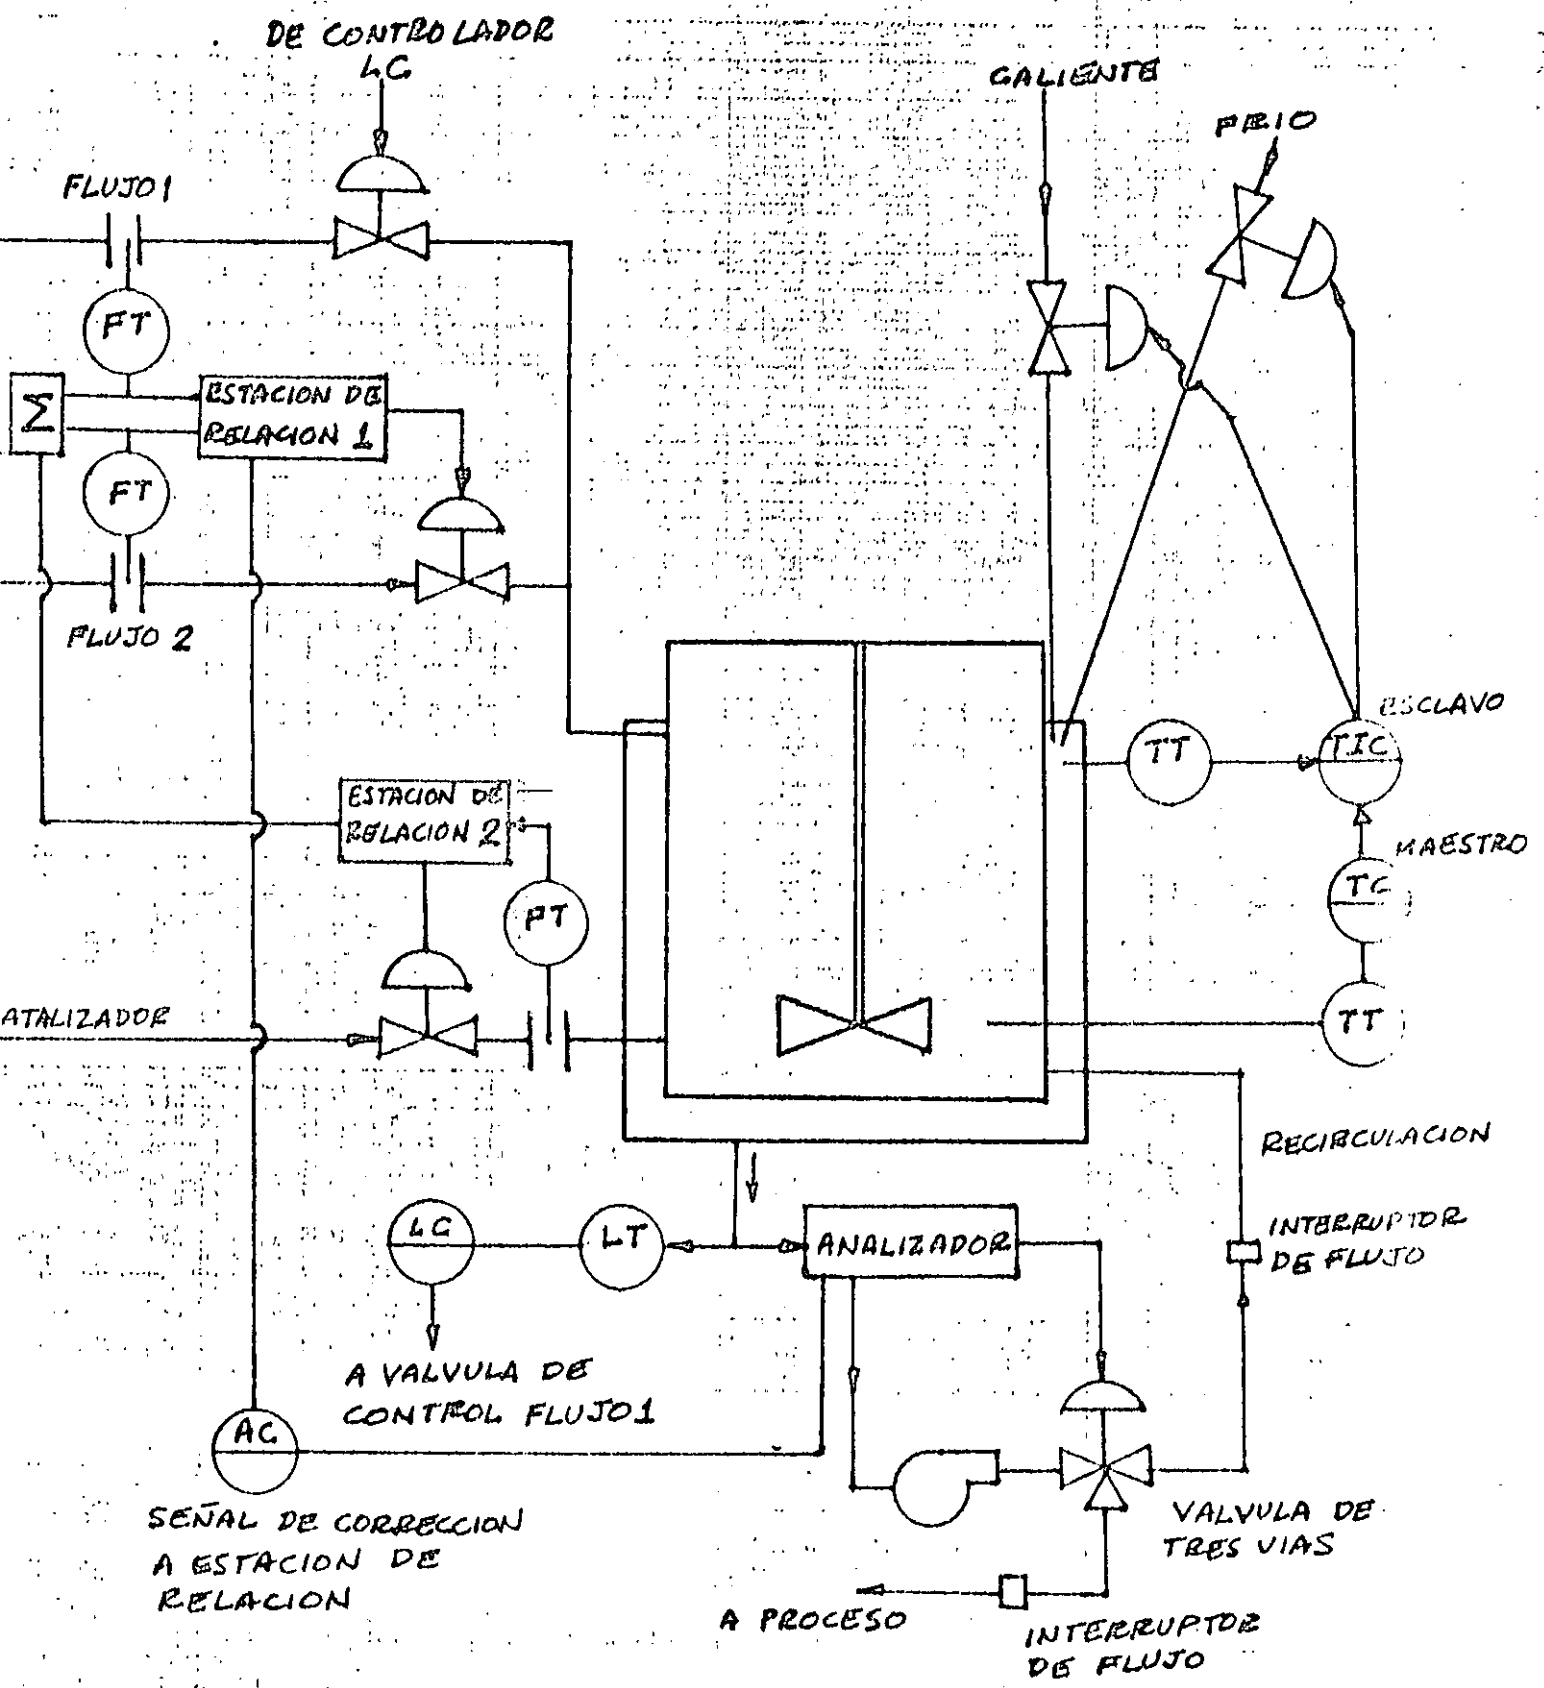 DE CONTROLADOR
LC
CALIENTE
FRIO
FLUJO 1
FT
Σ
ESTACION DE
RELACION 1
FT
FLUJO 2
ESCLAVO
TT
TIC
ESTACION DE
RELACION 2
MAESTRO
TC
FT
ATALIZADOR
TT
RECIRCULACION
INTERRUPTOR
DE FLUJO
LC
LT
ANALIZADOR
A VALVULA DE
CONTROL FLUJO 1
AC
SEÑAL DE CORRECCION
A ESTACION DE
RELACION
VALVULA DE
TRES VIAS
A PROCESO
INTERRUPTOR
DE FLUJO